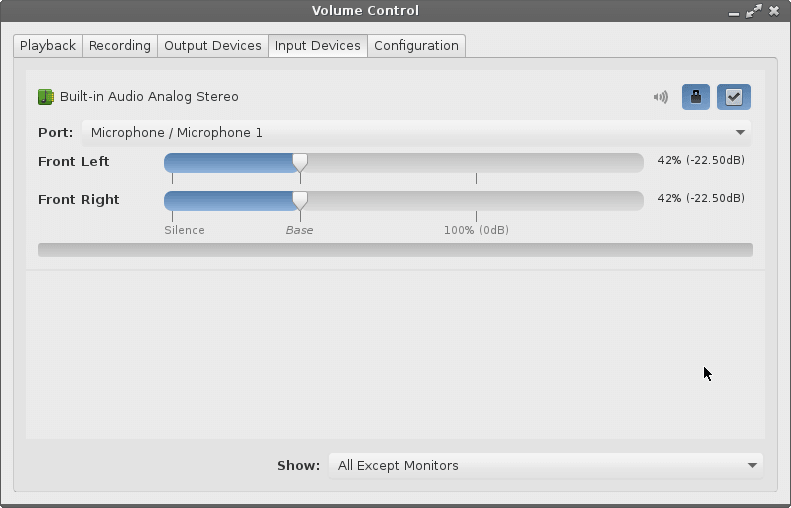 Volume Control
Playback Recording Output Devices Input Devices Configuration
Built-in Audio Analog Stereo
Port: Microphone / Microphone 1
Front Left 42% (-22.50dB)
Front Right 42% (-22.50dB)
Silence Base 100% (0dB)
Show: All Except Monitors